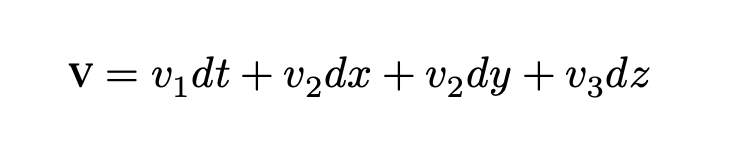 v = v₁dt + v₂dx + v₂dy + v₃dz